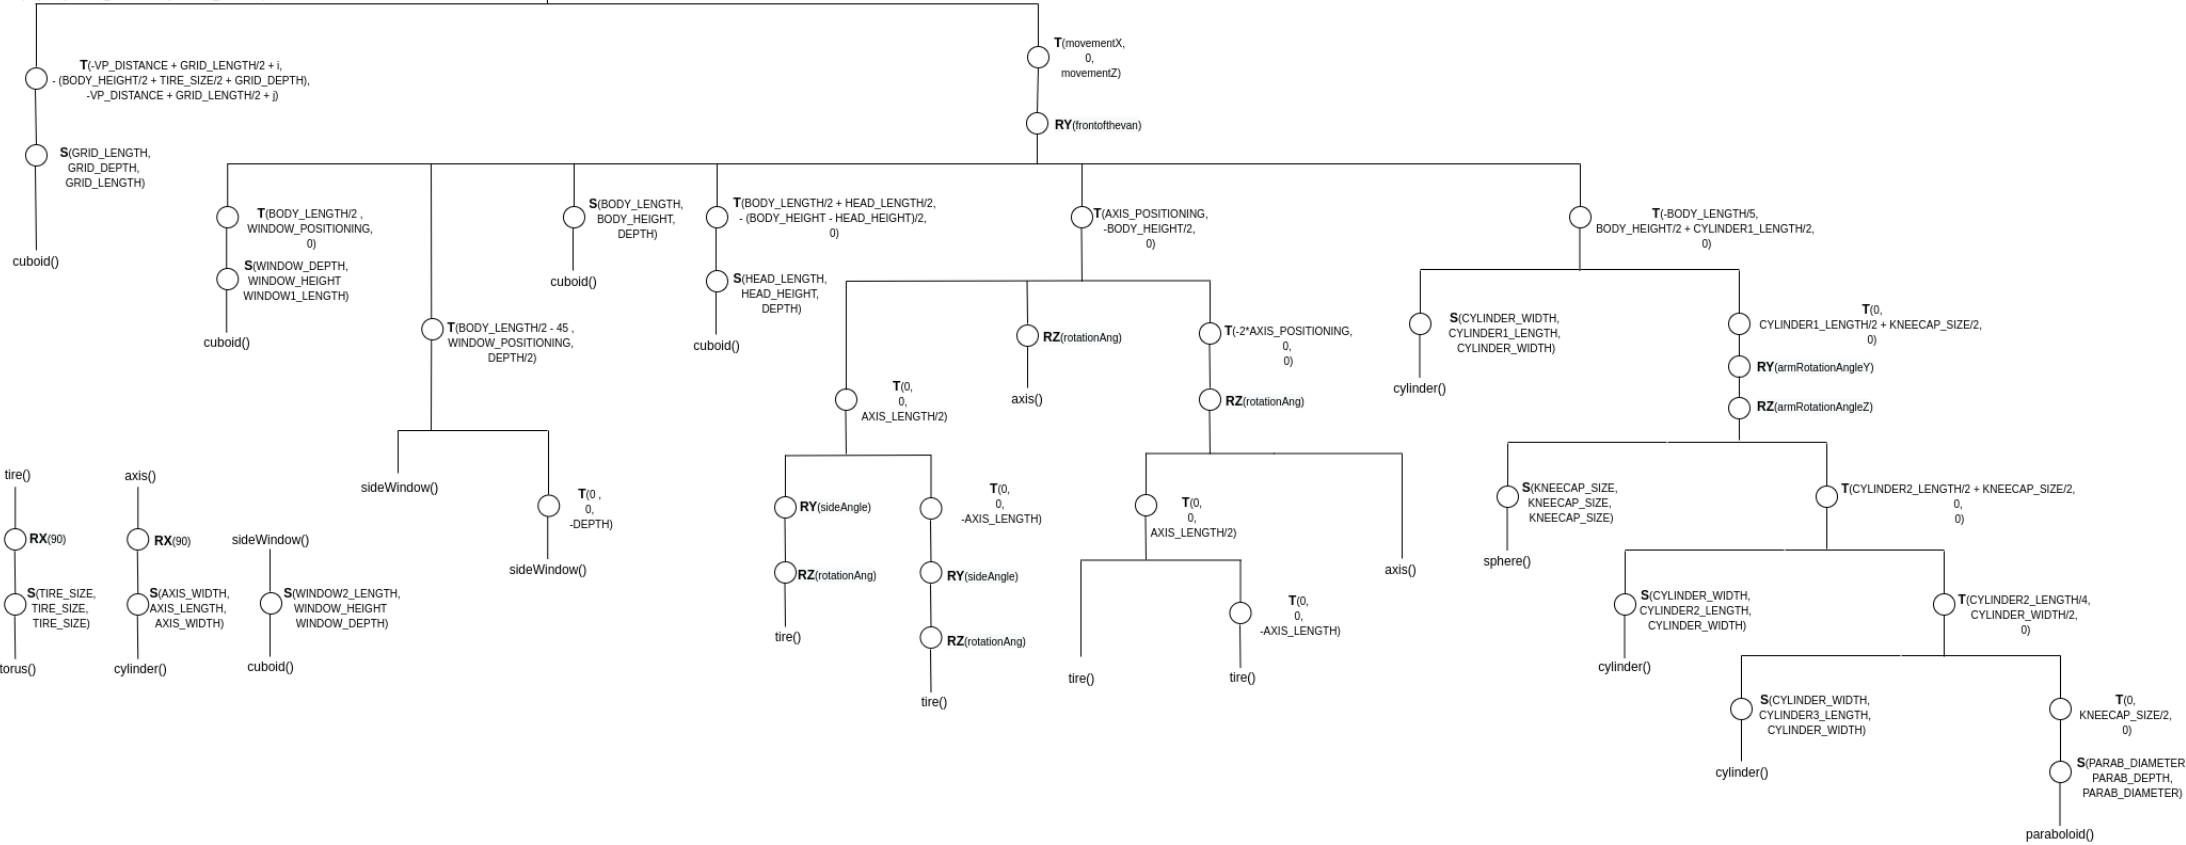 T(movementX,
0,
movementZ)
T(-VP_DISTANCE + GRID_LENGTH/2 + i,
- (BODY_HEIGHT/2 + TIRE_SIZE/2 + GRID_DEPTH),
-VP_DISTANCE + GRID_LENGTH/2 + j)
RY(frontofthevan)
S(GRID_LENGTH,
GRID_DEPTH,
GRID_LENGTH)
cuboid()
T(BODY_LENGTH/2 ,
WINDOW_POSITIONING,
0)
S(WINDOW_DEPTH,
WINDOW_HEIGHT
WINDOW1_LENGTH)
cuboid()
T(BODY_LENGTH/2 - 45 ,
WINDOW_POSITIONING,
DEPTH/2)
sideWindow()
T(0 ,
0,
-DEPTH)
sideWindow()
S(BODY_LENGTH,
BODY_HEIGHT,
DEPTH)
cuboid()
T(BODY_LENGTH/2 + HEAD_LENGTH/2,
- (BODY_HEIGHT - HEAD_HEIGHT)/2,
0)
S(HEAD_LENGTH,
HEAD_HEIGHT,
DEPTH)
cuboid()
T(AXIS_POSITIONING,
-BODY_HEIGHT/2,
0)
T(0,
0,
AXIS_LENGTH/2)
RY(sideAngle)
RZ(rotationAng)
tire()
T(0,
0,
-AXIS_LENGTH)
RY(sideAngle)
RZ(rotationAng)
tire()
RZ(rotationAng)
axis()
T(-2*AXIS_POSITIONING,
0,
0)
RZ(rotationAng)
T(0,
0,
AXIS_LENGTH/2)
tire()
T(0,
0,
-AXIS_LENGTH)
tire()
axis()
T(-BODY_LENGTH/5,
BODY_HEIGHT/2 + CYLINDER1_LENGTH/2,
0)
S(CYLINDER_WIDTH,
CYLINDER1_LENGTH,
CYLINDER_WIDTH)
cylinder()
T(0,
CYLINDER1_LENGTH/2 + KNEECAP_SIZE/2,
0)
RY(armRotationAngleY)
RZ(armRotationAngleZ)
S(KNEECAP_SIZE,
KNEECAP_SIZE,
KNEECAP_SIZE)
sphere()
T(CYLINDER2_LENGTH/2 + KNEECAP_SIZE/2,
0,
0)
S(CYLINDER_WIDTH,
CYLINDER2_LENGTH,
CYLINDER_WIDTH)
cylinder()
T(CYLINDER2_LENGTH/4,
CYLINDER_WIDTH/2,
0)
S(CYLINDER_WIDTH,
CYLINDER3_LENGTH,
CYLINDER_WIDTH)
cylinder()
T(0,
KNEECAP_SIZE/2,
0)
S(PARAB_DIAMETER
PARAB_DEPTH,
PARAB_DIAMETER)
paraboloid()
tire()
RX(90)
S(TIRE_SIZE,
TIRE_SIZE,
TIRE_SIZE)
torus()
axis()
RX(90)
S(AXIS_WIDTH,
AXIS_LENGTH,
AXIS_WIDTH)
cylinder()
sideWindow()
S(WINDOW2_LENGTH,
WINDOW_HEIGHT
WINDOW_DEPTH)
cuboid()